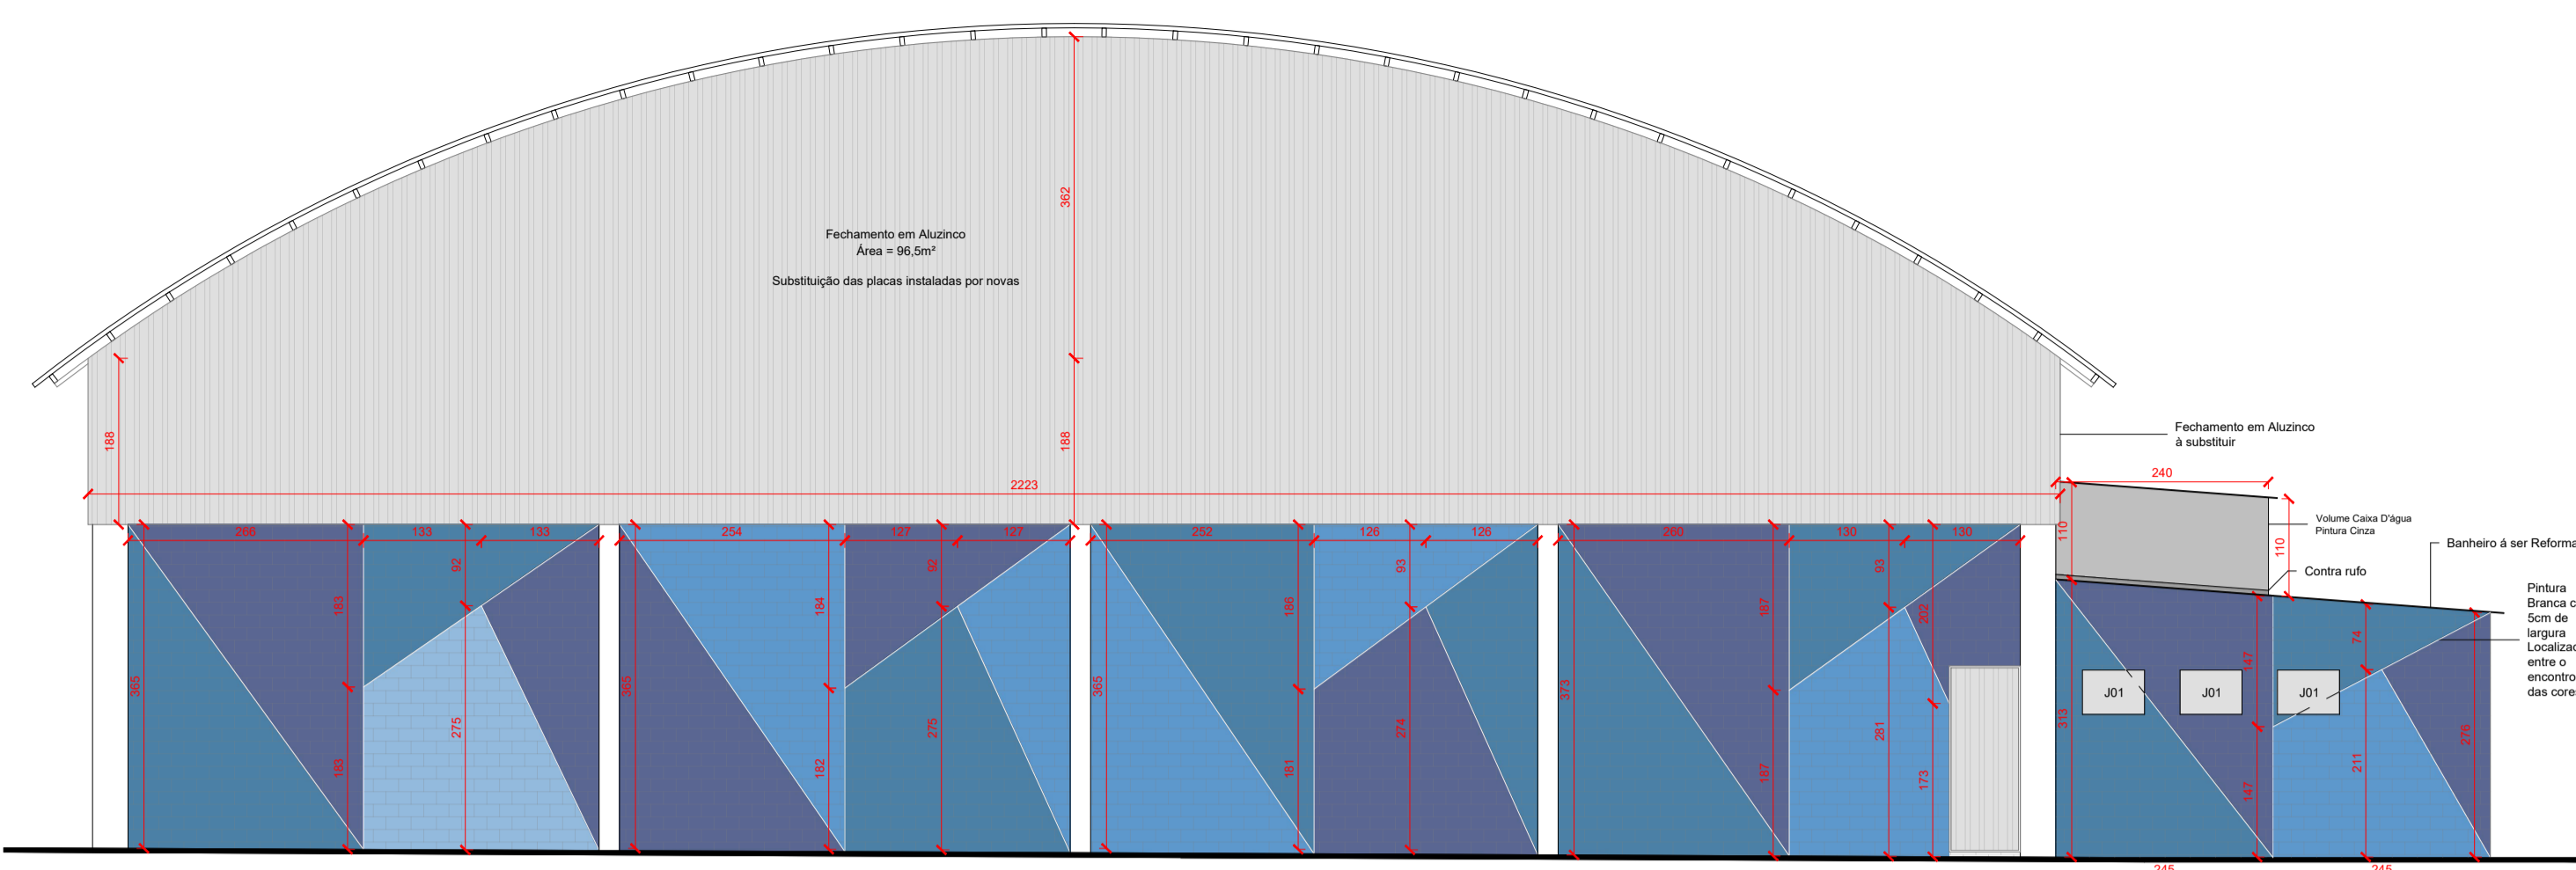 362
Fechamento em Aluzinco
Área = 96,5m²
Substituição das placas instaladas por novas
188
188
2223
Fechamento em Aluzinco
à substituir
240
110
110
Volume Caixa D'água
Pintura Cinza
Contra rufo
Banheiro á ser Reforma
Pintura
Branca c
5cm de
largura
Localizaç
entre o
encontro
das core
266
133
133
92
183
365
275
183
254
127
127
92
184
365
275
182
252
126
126
93
186
365
274
181
260
130
130
93
187
202
373
281
187
173
147
74
J01
J01
J01
313
276
211
147
245
245